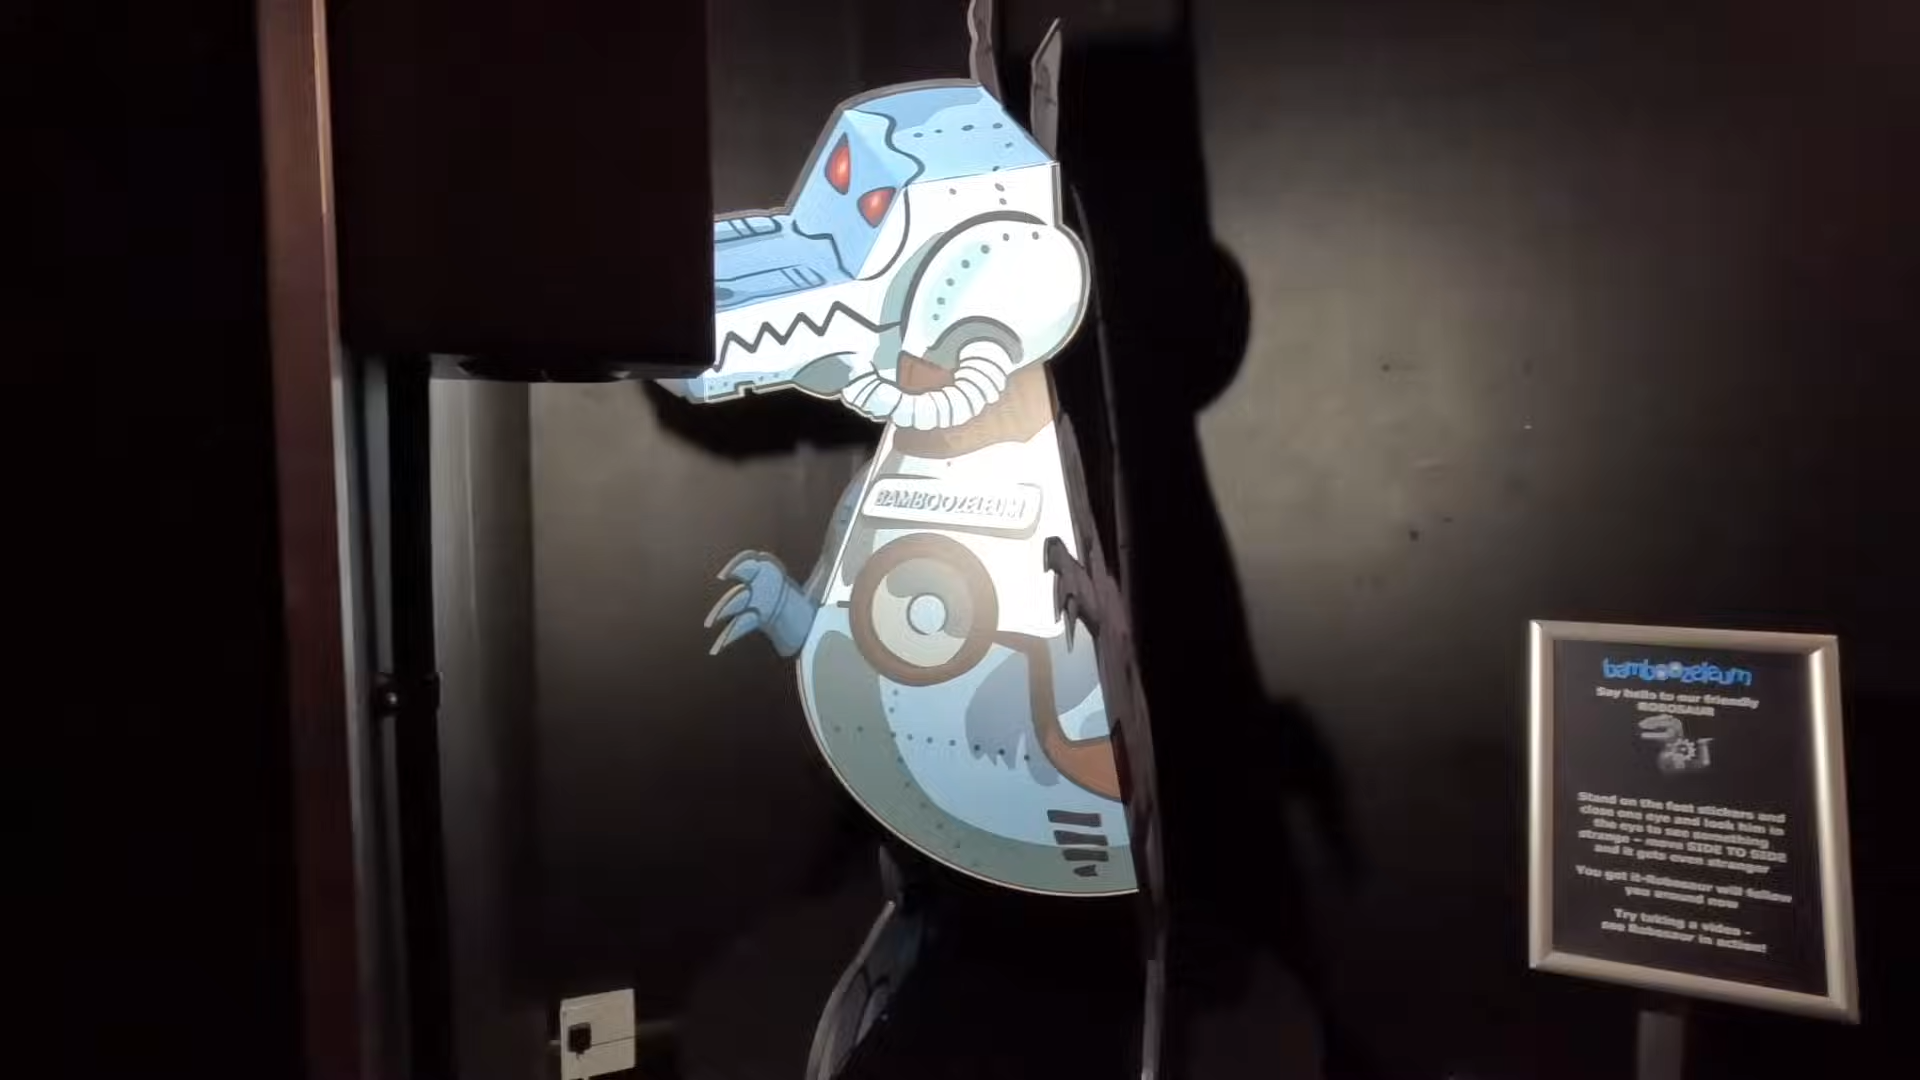 BAMBOOZELEUM
bamboozeleum
Say hello to our friendly
ROBOSAUR
Stand on the foot stickers and
close one eye and look him in
the eye to see something
strange - move SIDE TO SIDE
and it gets even stranger
You got it-Robosaur will follow
you around now
Try taking a video -
see Robosaur in action!